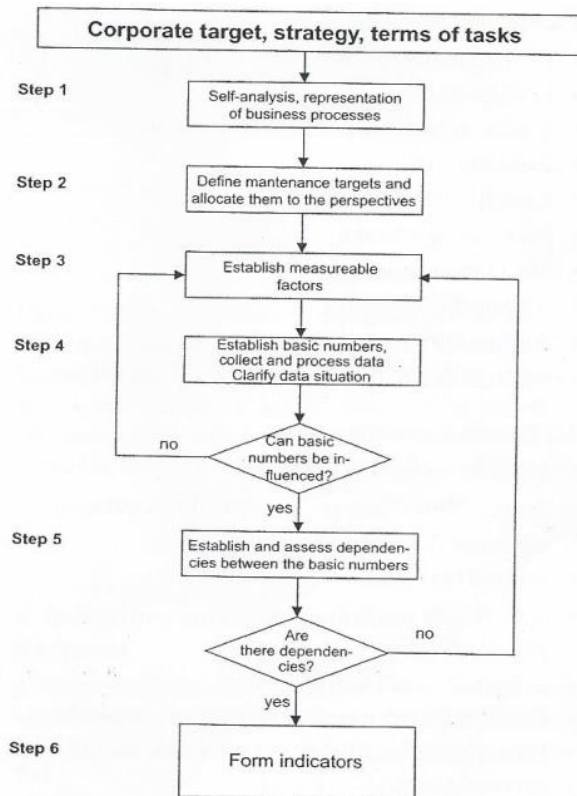 Corporate target, strategy, terms of tasks
Step 1
Self-analysis, representation
of business processes
Step 2
Define mantenance targets and
allocate them to the perspectives
Step 3
Establish measureable
factors
Step 4
Establish basic numbers,
collect and process data
Clarify data situation
no
Can basic
numbers be in-
fluenced?
yes
Step 5
Establish and assess dependen-
cies between the basic numbers
Are
there dependen-
cies?
no
yes
Step 6
Form indicators